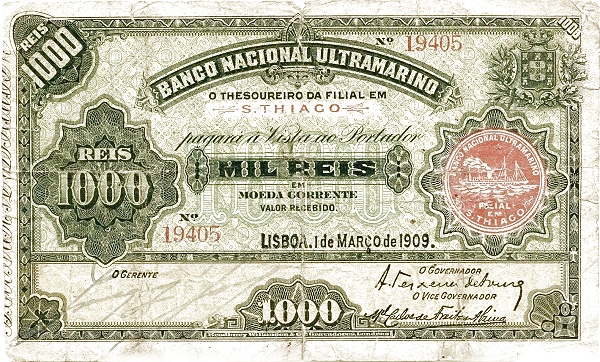 REIS
1000
1000
Nº 19405
BANCO NACIONAL ULTRAMARINO
O THESOUREIRO DA FILIAL EM
S. THIAGO
pagará á Vista ao Portador
REIS
1000
MIL REIS
EM
MOEDA CORRENTE
VALOR RECEBIDO.
BANCO NACIONAL ULTRAMARINO
FILIAL
EM
S. THIAGO
Nº
19405
LISBOA, 1 de MARÇO de 1909.
O GERENTE
O GOVERNADOR
O VICE GOVERNADOR
1000